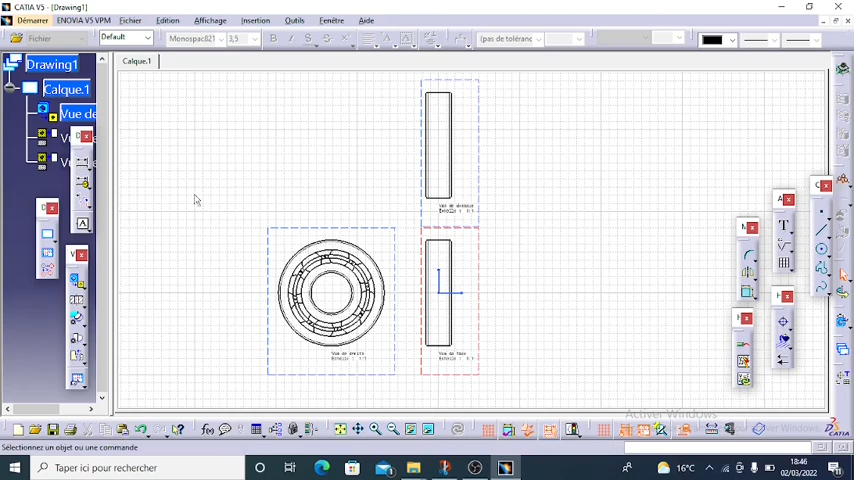 CATIA V5 - [Drawing1]
Démarrer ENOVIA V5 VPM Fichier Edition Affichage Insertion Outils Fenêtre Aide
Fichier Default Monospac821 3,5 B I S (pas de toléranc
Drawing1
Calque.1
Calque.1
Vue de
Vue de dessous
Echelle : 1:1
Vue de droite
Echelle : 1:1
Vue de face
Echelle : 1:1
Activer Windows
Sélectionnez un objet ou une commande
Taper ici pour rechercher
16°C
18:46
02/03/2022